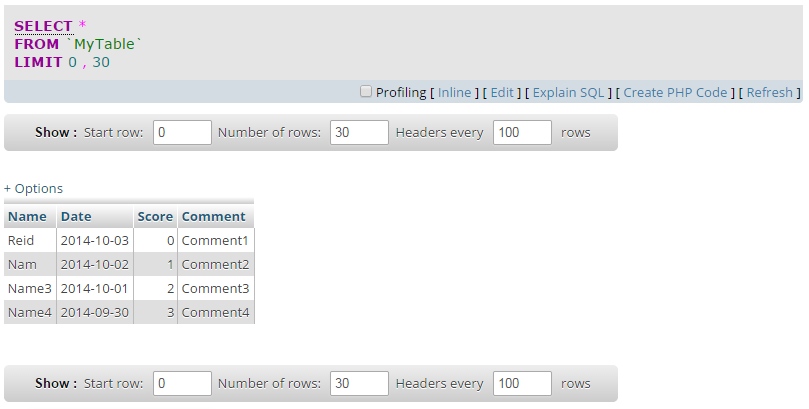 SELECT *
FROM `MyTable`
LIMIT 0 , 30
Profiling [ Inline ] [ Edit ] [ Explain SQL ] [ Create PHP Code ] [ Refresh ]
Show : Start row: 0 Number of rows: 30 Headers every 100 rows
+ Options
Name Date Score Comment
Reid 2014-10-03 0 Comment1
Nam 2014-10-02 1 Comment2
Name3 2014-10-01 2 Comment3
Name4 2014-09-30 3 Comment4
Show : Start row: 0 Number of rows: 30 Headers every 100 rows